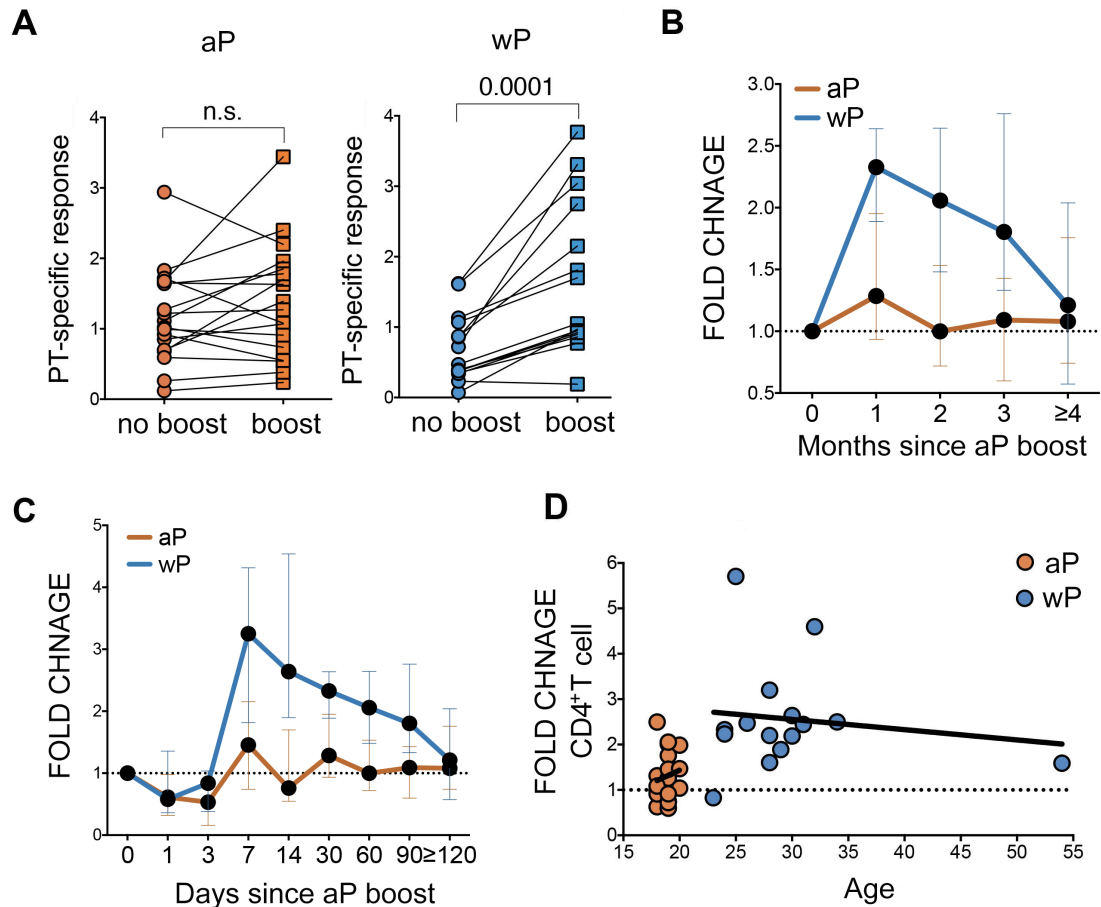 A
aP
wP
n.s.
0.0001
PT-specific response
4
3
2
1
0
no boost
boost
PT-specific response
4
3
2
1
0
no boost
boost
B
aP
wP
FOLD CHNAGE
3.0
2.5
2.0
1.5
1.0
0.5
0 1 2 3 ≥4
Months since aP boost
C
aP
wP
FOLD CHNAGE
5
4
3
2
1
0
0 1 3 7 14 30 60 90 ≥120
Days since aP boost
D
aP
wP
FOLD CHNAGE
CD4⁺T cell
6
5
4
3
2
1
0
15 20 25 30 35 40 45 50 55
Age